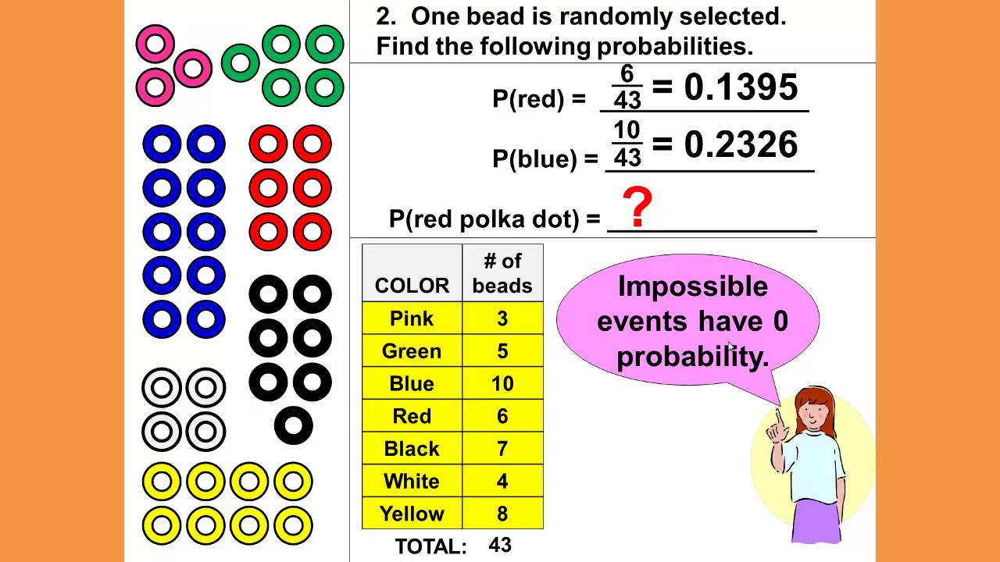 2. One bead is randomly selected.
Find the following probabilities.
P(red) = 6/43 = 0.1395
P(blue) = 10/43 = 0.2326
P(red polka dot) = ?
COLOR # of beads
Pink 3
Green 5
Blue 10
Red 6
Black 7
White 4
Yellow 8
TOTAL: 43
Impossible
events have 0
probability.